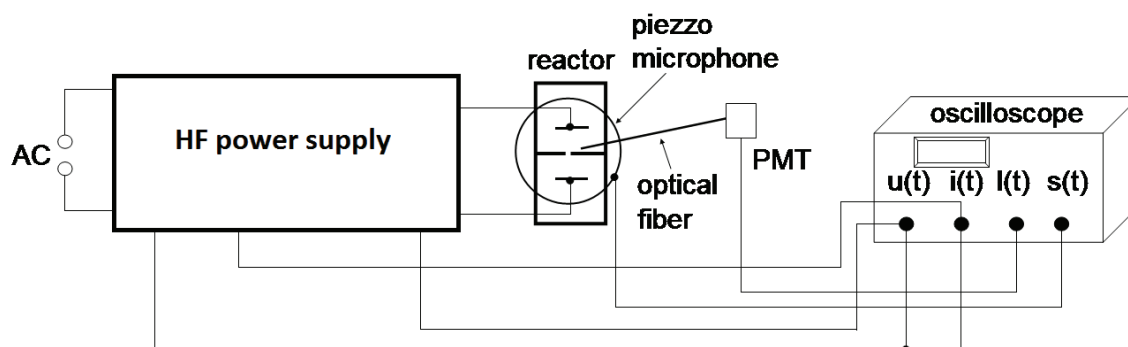 piezzo
microphone
reactor
HF power supply
oscilloscope
AC
PMT
u(t) i(t) l(t) s(t)
optical
fiber